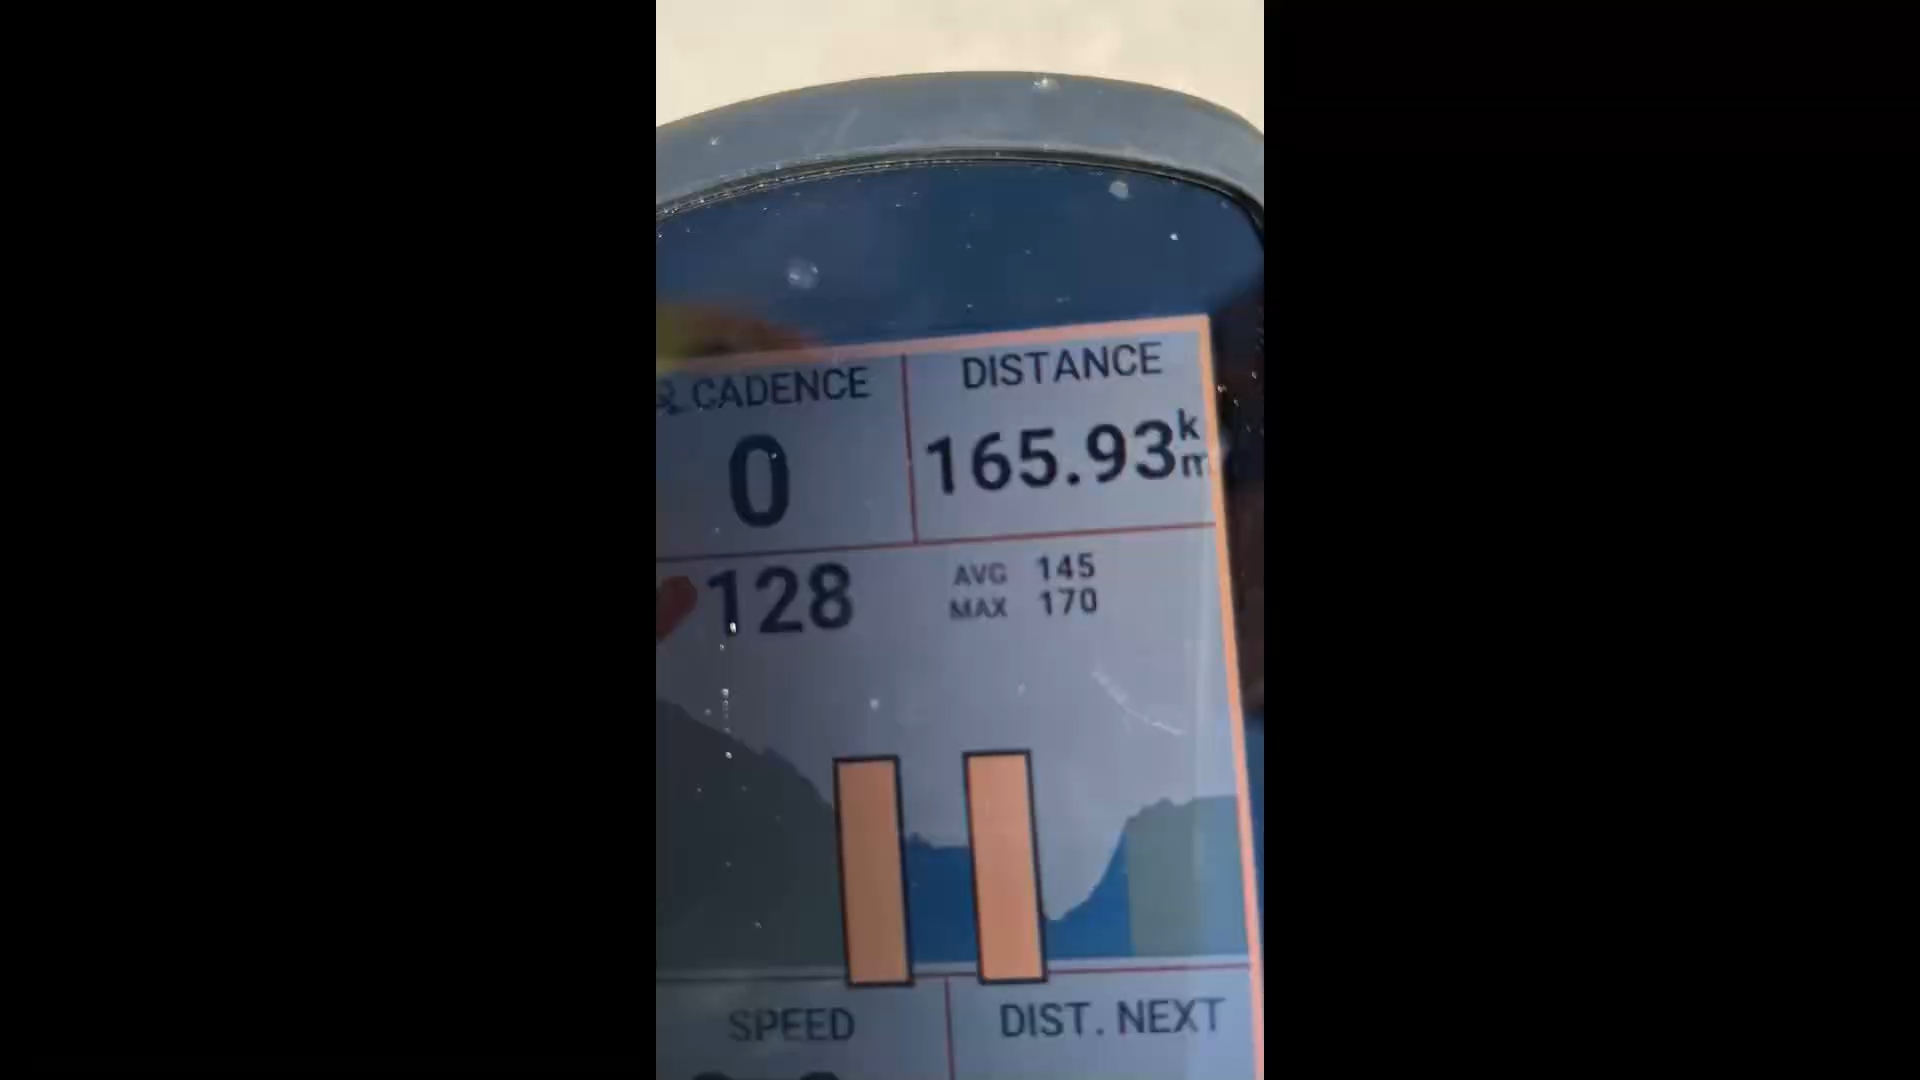 CADENCE
DISTANCE
0
165.93 km
128
AVG 145
MAX 170
SPEED
DIST. NEXT